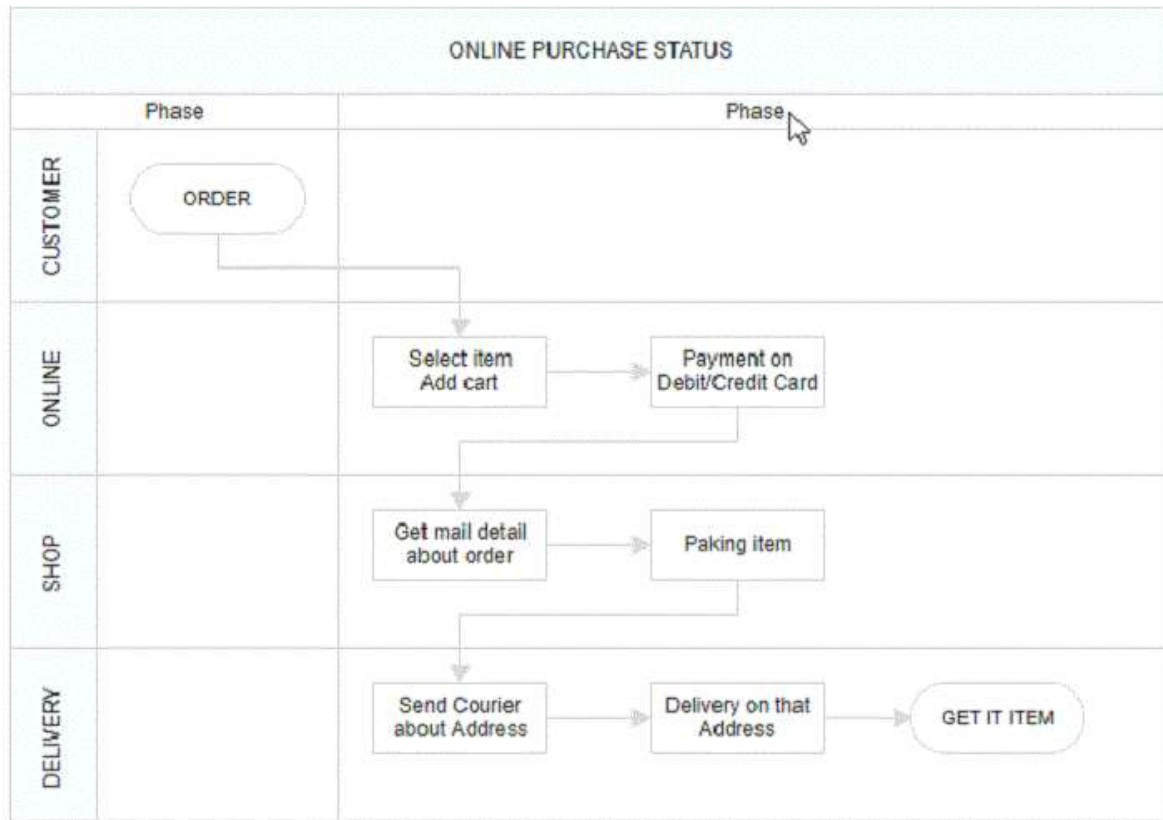 ONLINE PURCHASE STATUS
Phase
Phase
CUSTOMER
ORDER
ONLINE
Select item
Add cart
Payment on
Debit/Credit Card
SHOP
Get mail detail
about order
Paking item
DELIVERY
Send Courier
about Address
Delivery on that
Address
GET IT ITEM